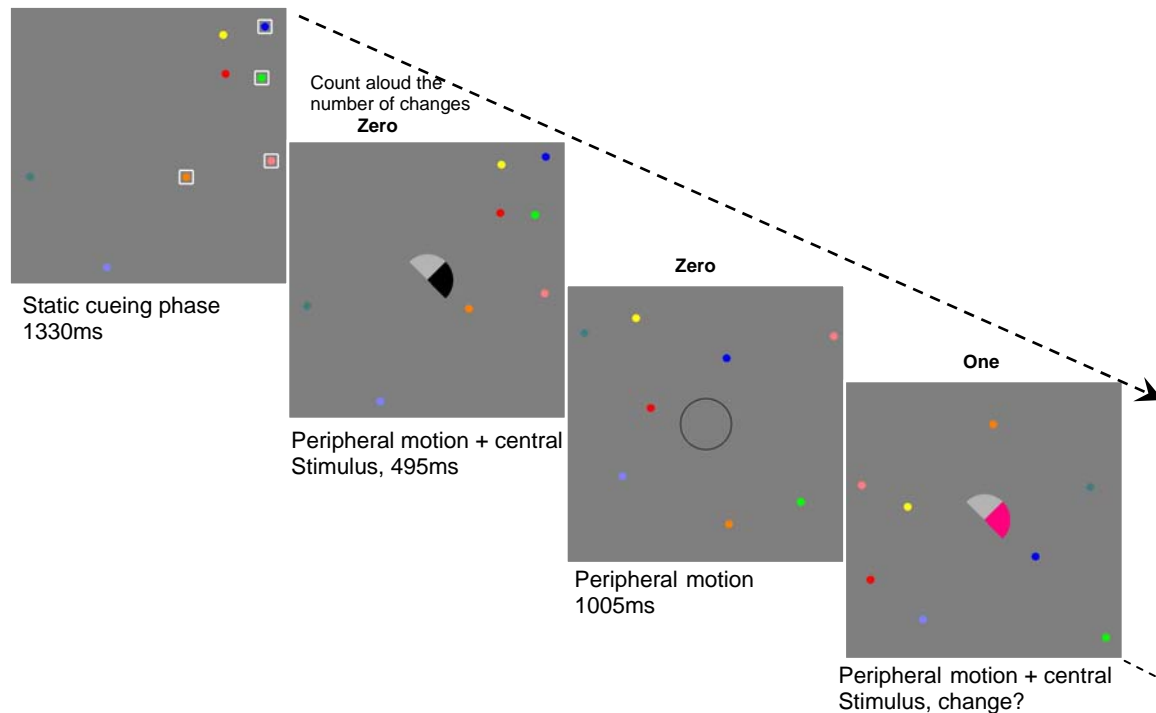 Count aloud the
number of changes
Zero
Static cueing phase
1330ms
Zero
Peripheral motion + central
Stimulus, 495ms
One
Peripheral motion
1005ms
Peripheral motion + central
Stimulus, change?